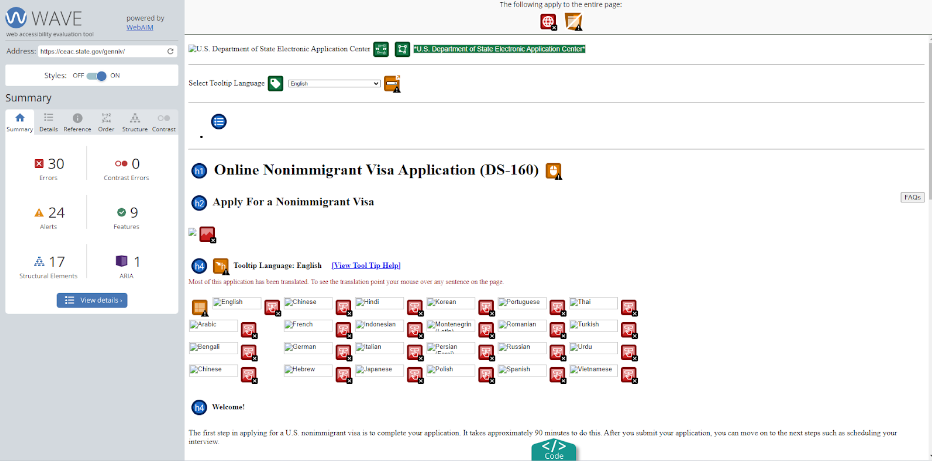 WAVE
powered by
WebAIM
web accessibility evaluation tool
Address: https://ceac.state.gov/genniv/
Styles: OFF ON
Summary
Summary Details Reference Order Structure Contrast
30 Errors
0 Contrast Errors
24 Alerts
9 Features
17 Structural Elements
1 ARIA
View details ›
The following apply to the entire page:
U.S. Department of State Electronic Application Center *U.S. Department of State Electronic Application Center*
Select Tooltip Language English
h1 Online Nonimmigrant Visa Application (DS-160)
h2 Apply For a Nonimmigrant Visa
FAQs
h4 Tooltip Language: English [View Tool Tip Help]
Most of this application has been translated. To see the translation point your mouse over any sentence on the page.
English Chinese Hindi Korean Portuguese Thai
Arabic French Indonesian Montenegrin Romanian Turkish
Bengali German Italian Persian Russian Urdu
Chinese Hebrew Japanese Polish Spanish Vietnamese
h4 Welcome!
The first step in applying for a U.S. nonimmigrant visa is to complete your application. It takes approximately 90 minutes to do this. After you submit your application, you can move on to the next steps such as scheduling your
interview.
</> Code